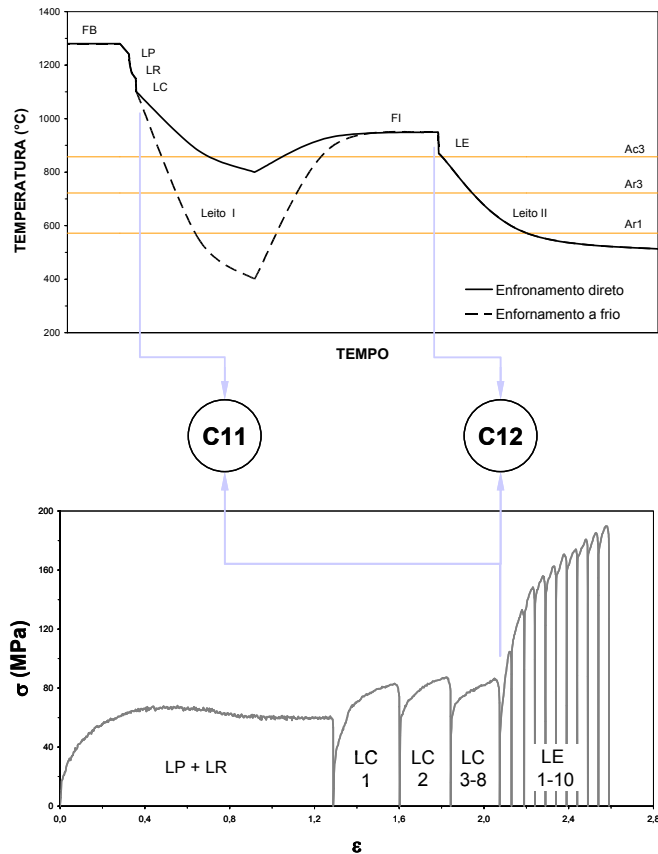 1400
1200
1000
800
600
400
200
TEMPERATURA (°C)
FB
LP
LR
LC
FI
LE
Ac3
Ar3
Leito I
Leito II
Ar1
Enfronamento direto
Enfornamento a frio
TEMPO
C11
C12
200
160
120
80
40
0
σ (MPa)
LP + LR
LC
1
LC
2
LC
3-8
LE
1-10
0,0
0,4
0,8
1,2
1,6
2,0
2,4
2,8
ε